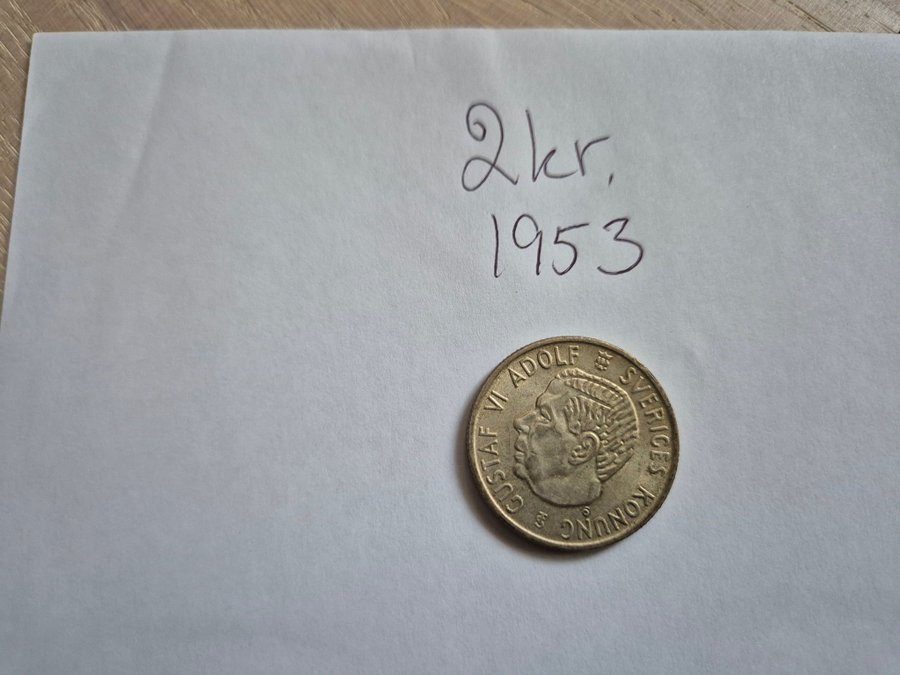 2kr.
1953
GUSTAF VI ADOLF SVERIGES KONUNG